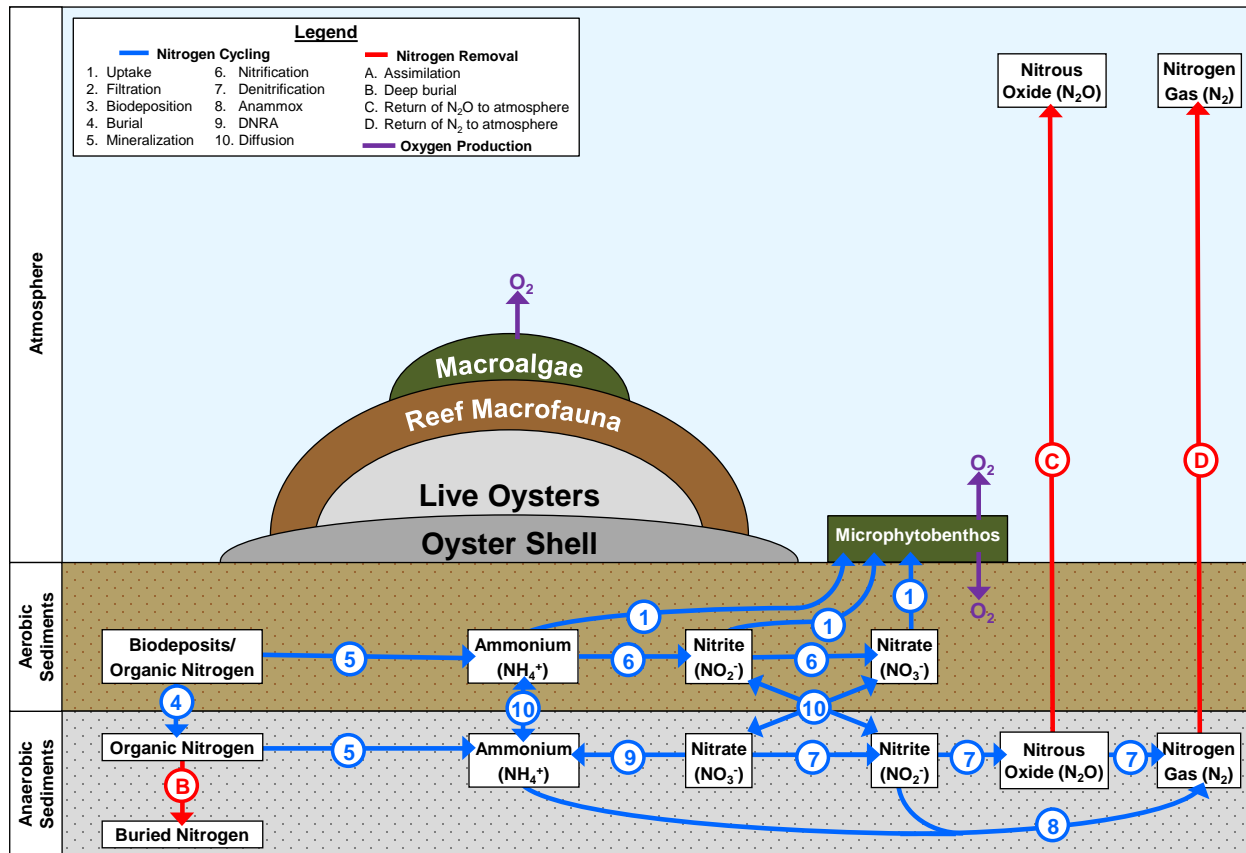 Legend
Nitrogen Cycling
1. Uptake
2. Filtration
3. Biodeposition
4. Burial
5. Mineralization
6. Nitrification
7. Denitrification
8. Anammox
9. DNRA
10. Diffusion
Nitrogen Removal
A. Assimilation
B. Deep burial
C. Return of N₂O to atmosphere
D. Return of N₂ to atmosphere
Oxygen Production
Nitrous
Oxide (N₂O)
Nitrogen
Gas (N₂)
Atmosphere
O₂
Macroalgae
Reef Macrofauna
Live Oysters
Oyster Shell
C
D
O₂
Microphytobenthos
O₂
Aerobic
Sediments
1
1
1
Biodeposits/
Organic Nitrogen
5
Ammonium
(NH₄⁺)
6
Nitrite
(NO₂⁻)
6
Nitrate
(NO₃⁻)
4
10
10
Anaerobic
Sediments
Organic Nitrogen
5
Ammonium
(NH₄⁺)
9
Nitrate
(NO₃⁻)
7
Nitrite
(NO₂⁻)
7
Nitrous
Oxide (N₂O)
7
Nitrogen
Gas (N₂)
B
8
Buried Nitrogen